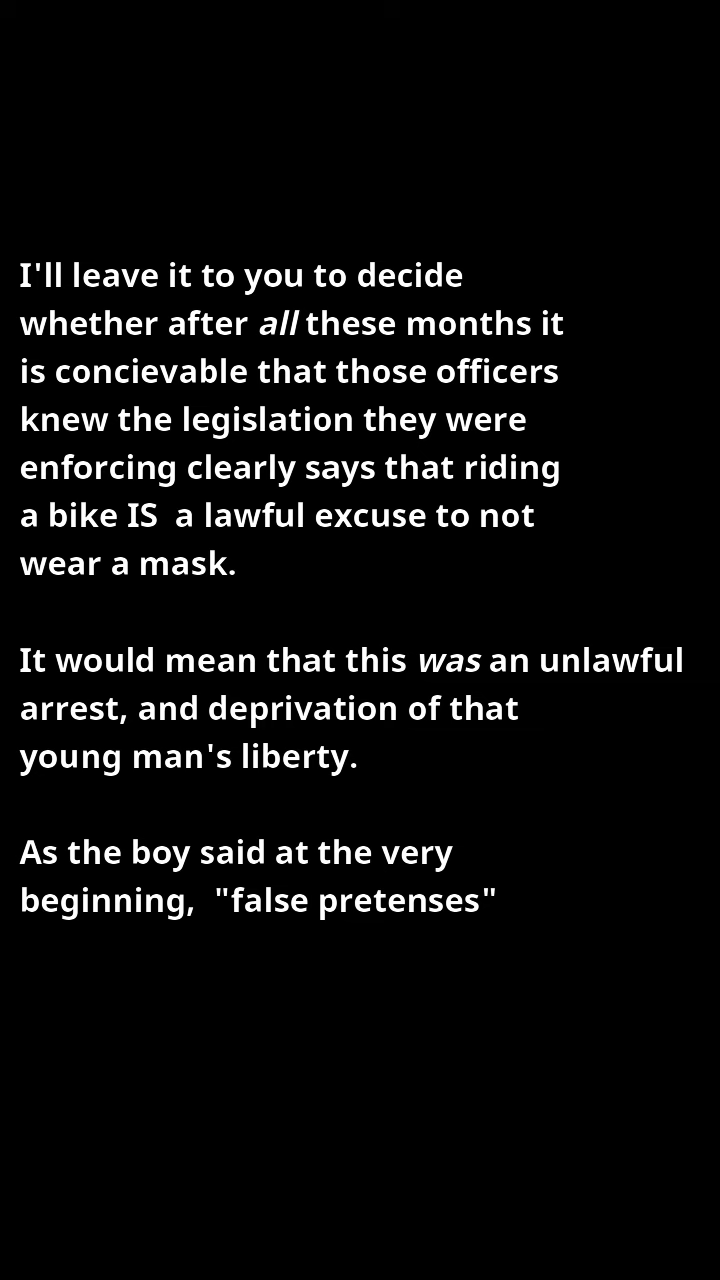 I'll leave it to you to decide
whether after all these months it
is concievable that those officers
knew the legislation they were
enforcing clearly says that riding
a bike IS  a lawful excuse to not
wear a mask.
It would mean that this was an unlawful
arrest, and deprivation of that
young man's liberty.
As the boy said at the very
beginning,  "false pretenses"